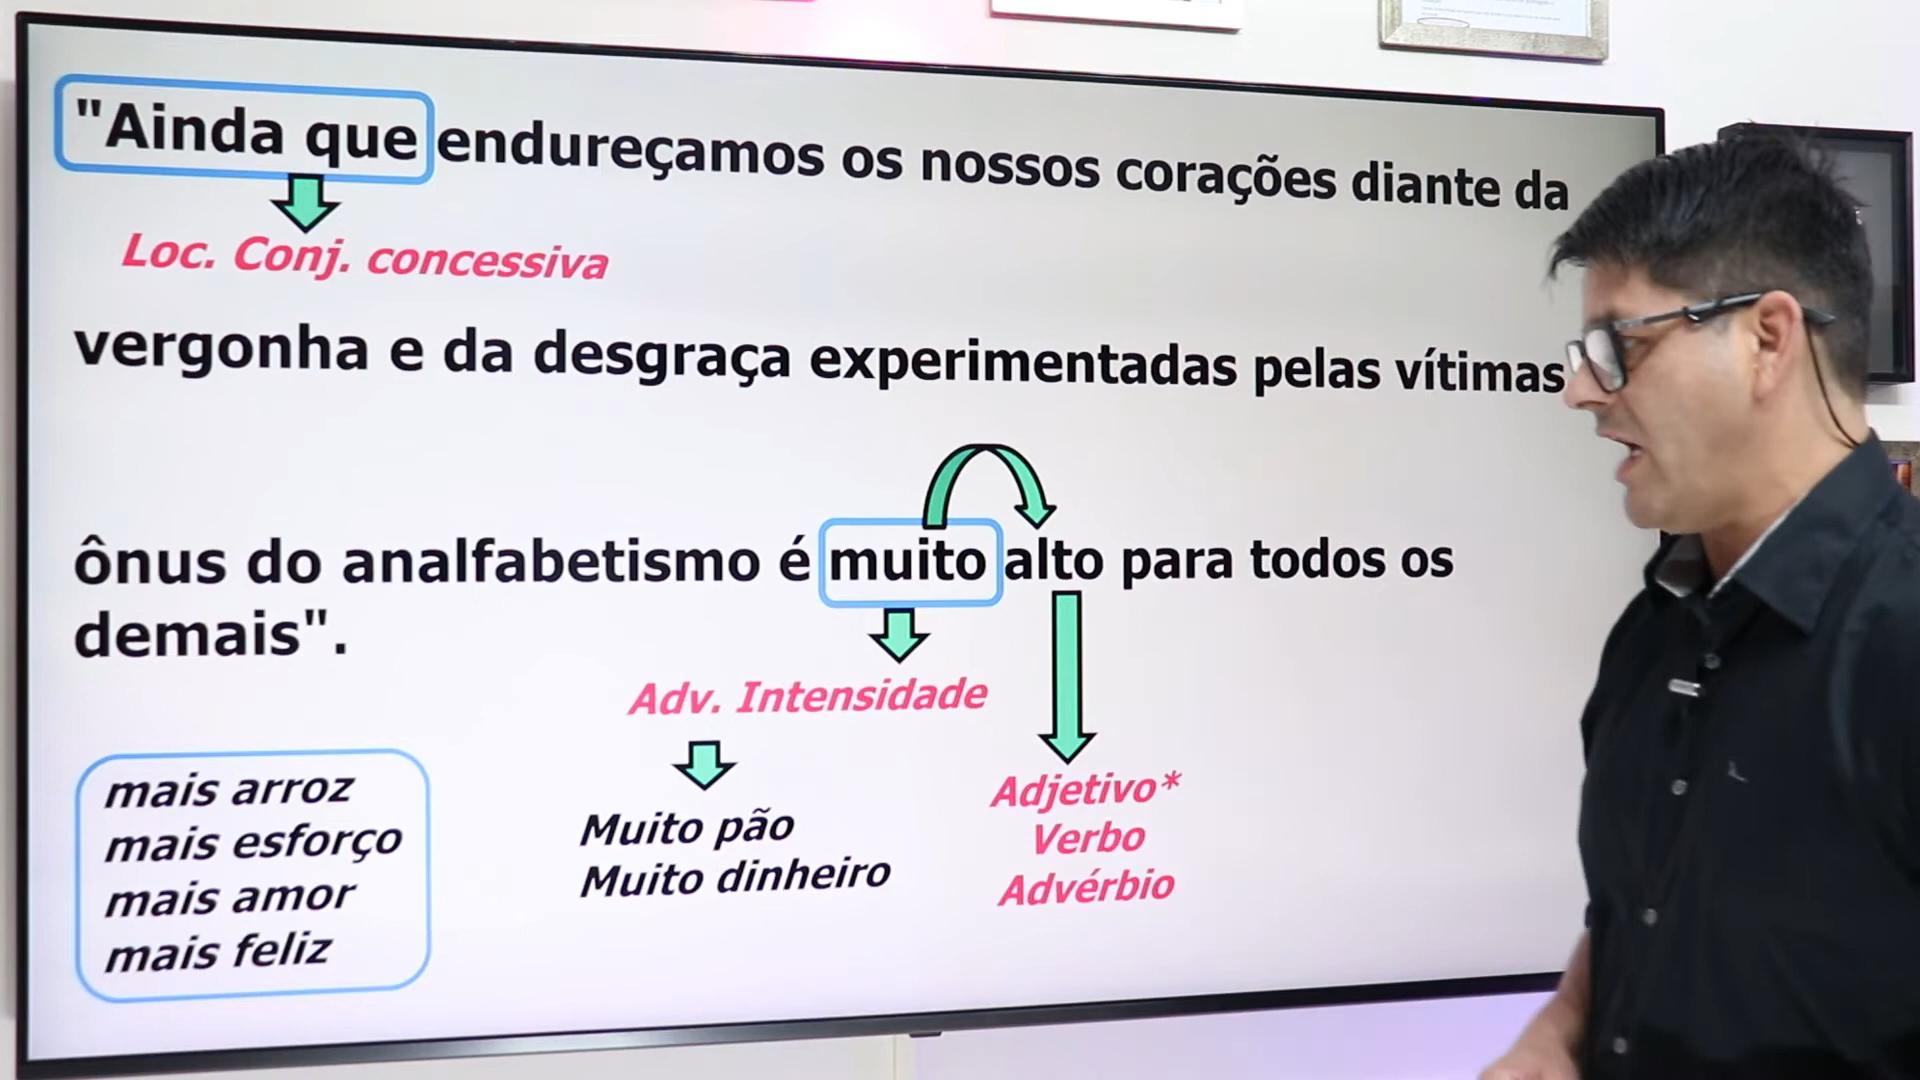 "Ainda que endureçamos os nossos corações diante da
Loc. Conj. concessiva
vergonha e da desgraça experimentadas pelas vítimas
ônus do analfabetismo é muito alto para todos os
demais".
Adv. Intensidade
mais arroz
mais esforço
mais amor
mais feliz
Muito pão
Muito dinheiro
Adjetivo*
Verbo
Advérbio